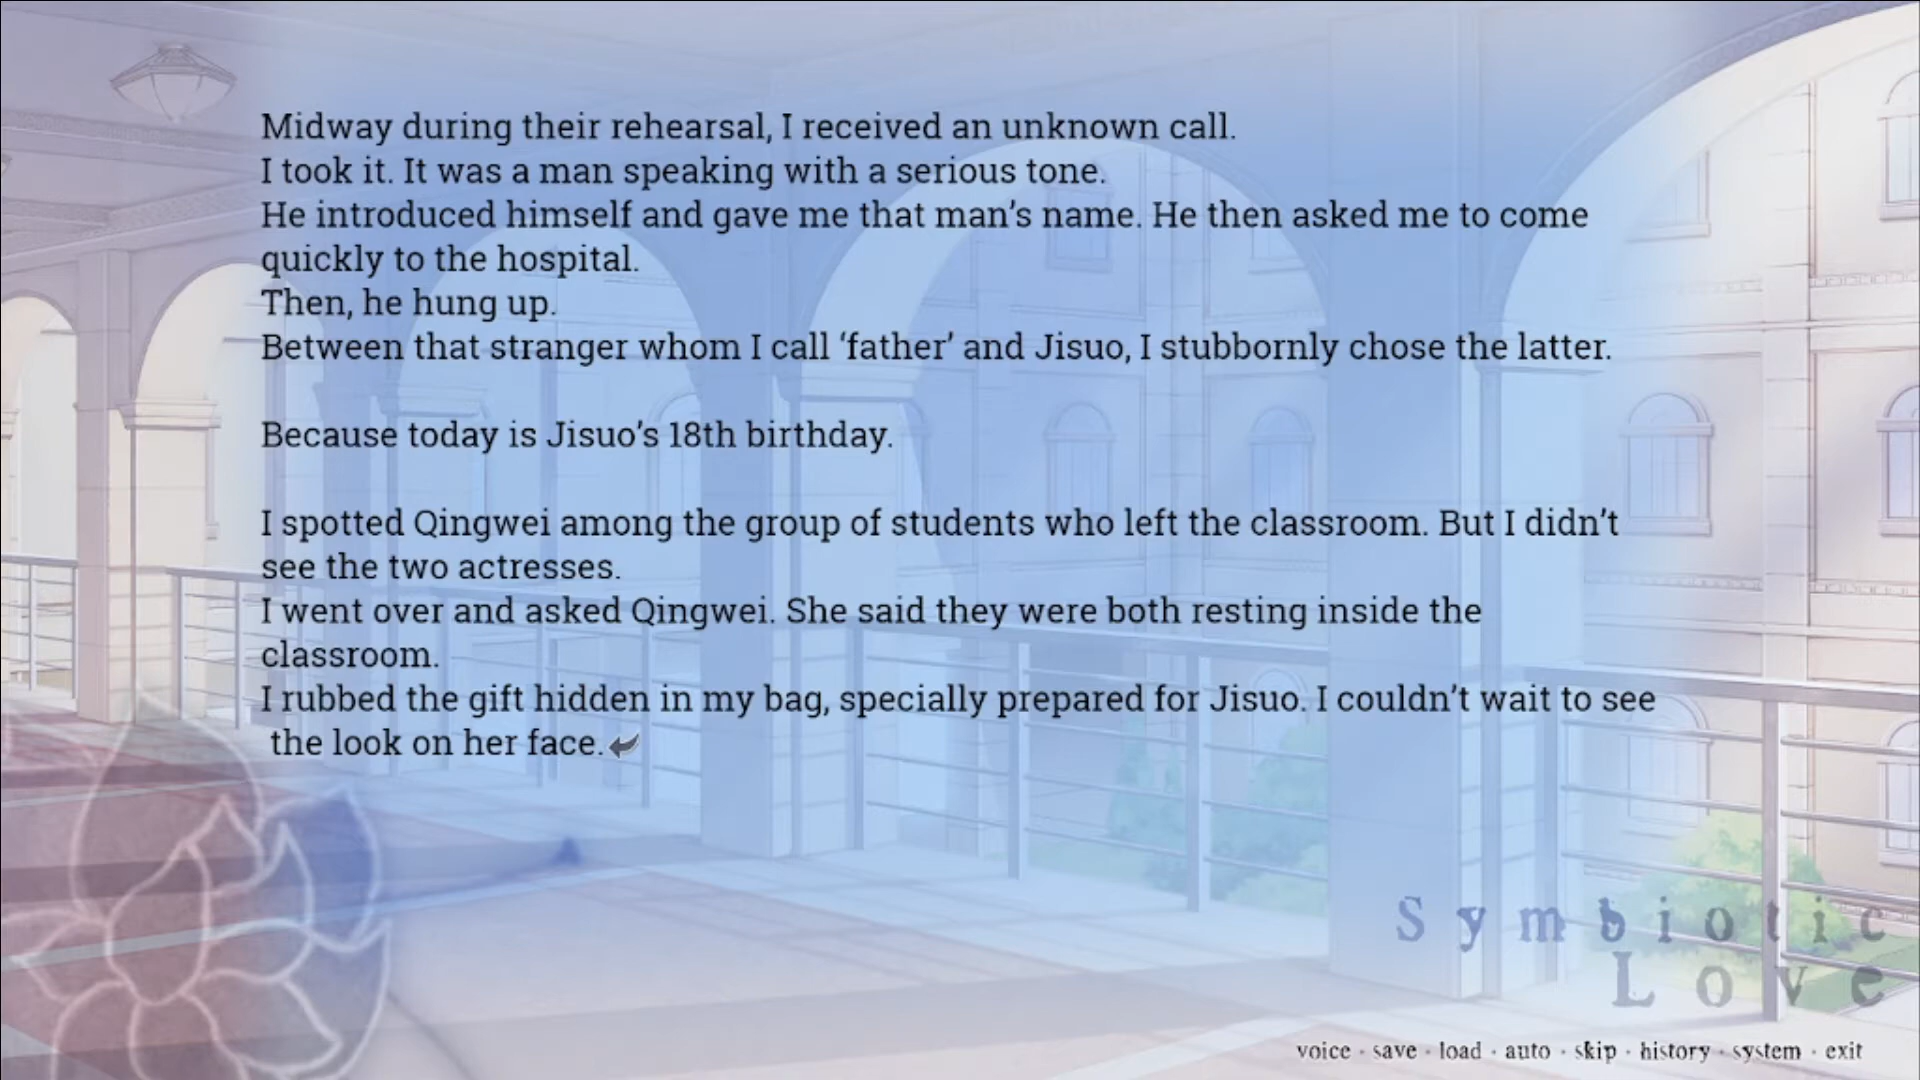 Midway during their rehearsal, I received an unknown call.
I took it. It was a man speaking with a serious tone.
He introduced himself and gave me that man’s name. He then asked me to come
quickly to the hospital.
Then, he hung up.
Between that stranger whom I call ‘father’ and Jisuo, I stubbornly chose the latter.
Because today is Jisuo’s 18th birthday.
I spotted Qingwei among the group of students who left the classroom. But I didn’t
see the two actresses.
I went over and asked Qingwei. She said they were both resting inside the
classroom.
I rubbed the gift hidden in my bag, specially prepared for Jisuo. I couldn’t wait to see
the look on her face.
Symbiotic
Love
voice · save · load · auto · skip · history · system · exit